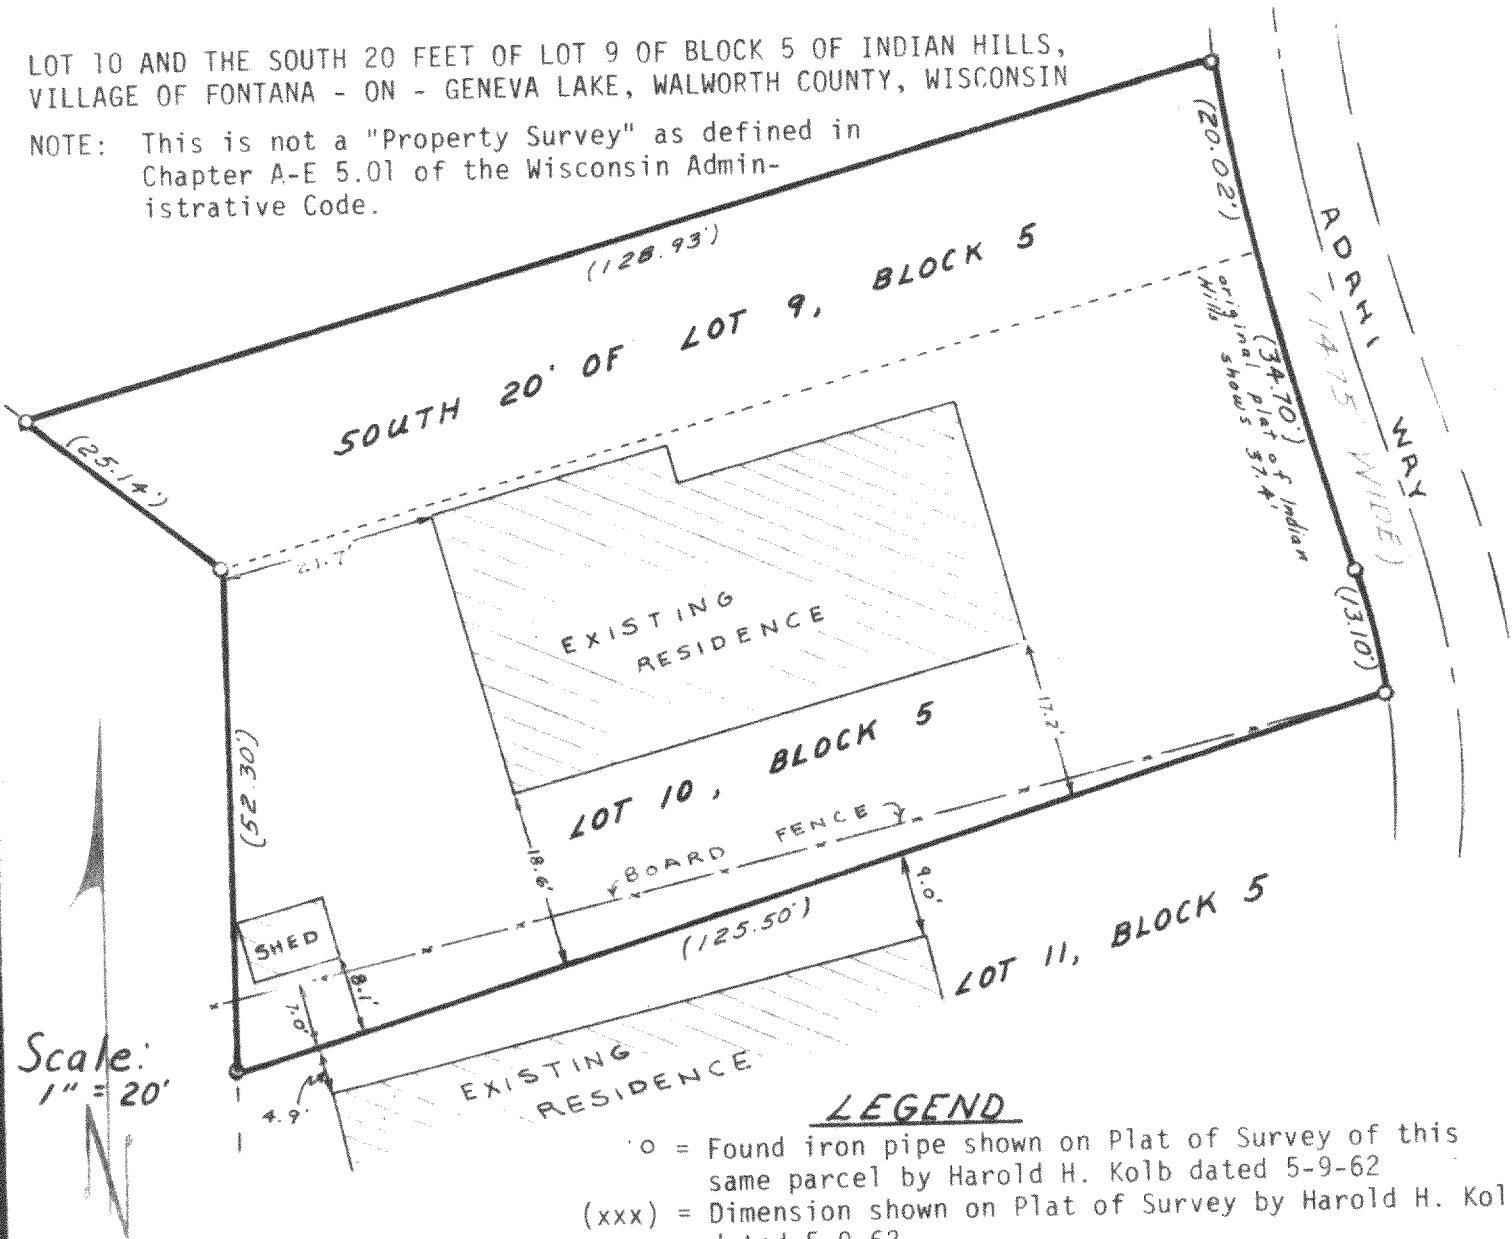 LOT 10 AND THE SOUTH 20 FEET OF LOT 9 OF BLOCK 5 OF INDIAN HILLS,
VILLAGE OF FONTANA - ON - GENEVA LAKE, WALWORTH COUNTY, WISCONSIN
NOTE: This is not a "Property Survey" as defined in
Chapter A-E 5.01 of the Wisconsin Admin-
istrative Code.
(20.02')
(128.93')
SOUTH 20' OF LOT 9, BLOCK 5
ADAHI WAY
WIDE)
(34.70')
original plat of Indian
Hills shows 37.4'
(25.14')
21.7'
EXISTING
RESIDENCE
(13.10')
17.2'
LOT 10, BLOCK 5
(52.30')
BOARD FENCE
18.6'
9.0'
(125.50')
SHED
8.1'
7.0'
LOT 11, BLOCK 5
Scale:
1" = 20'
4.9'
EXISTING
RESIDENCE
N
LEGEND
o = Found iron pipe shown on Plat of Survey of this
same parcel by Harold H. Kolb dated 5-9-62
(xxx) = Dimension shown on Plat of Survey by Harold H. Kol